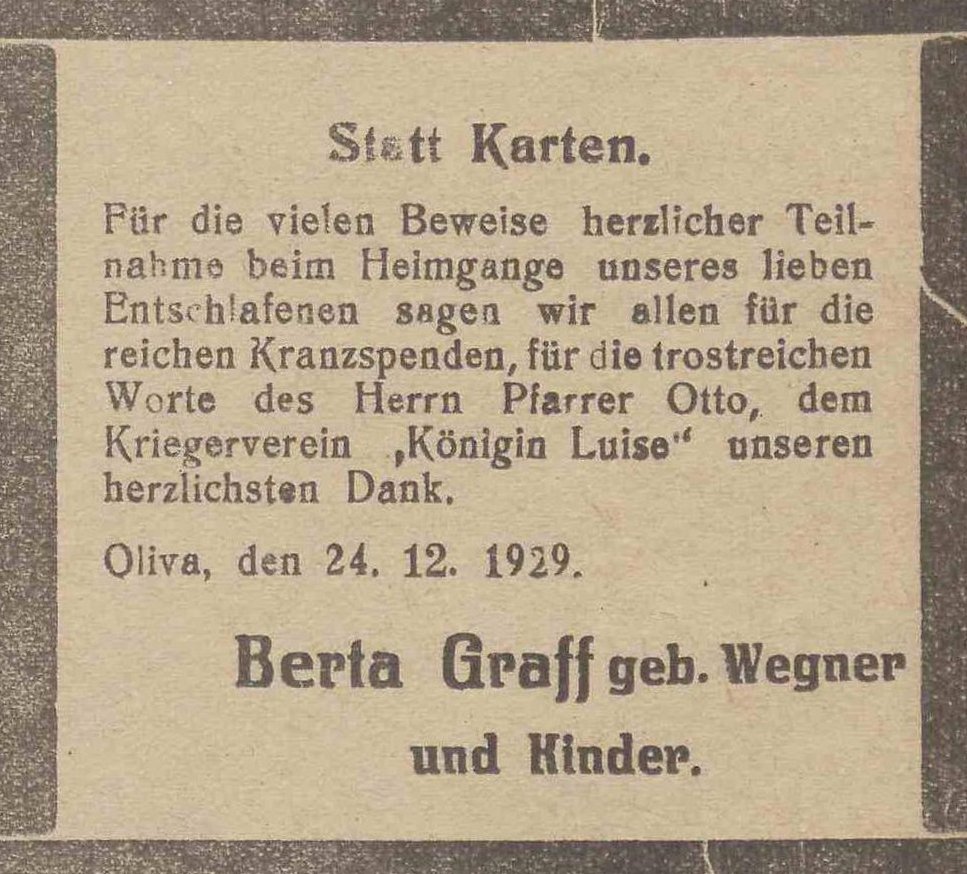 Statt Karten.
Für die vielen Beweise herzlicher Teil-
nahme beim Heimgange unseres lieben
Entschlafenen sagen wir allen für die
reichen Kranzspenden, für die trostreichen
Worte des Herrn Pfarrer Otto, dem
Kriegerverein „Königin Luise“ unseren
herzlichsten Dank.
Oliva, den 24. 12. 1929.
Berta Graff geb. Wegner
und Kinder.